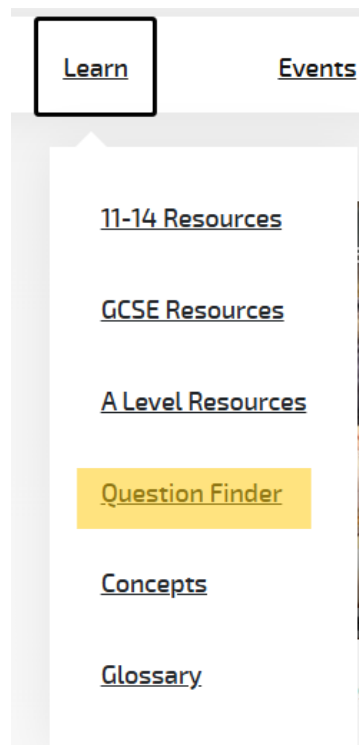 Learn Events
11-14 Resources
GCSE Resources
A Level Resources
Question Finder
Concepts
Glossary